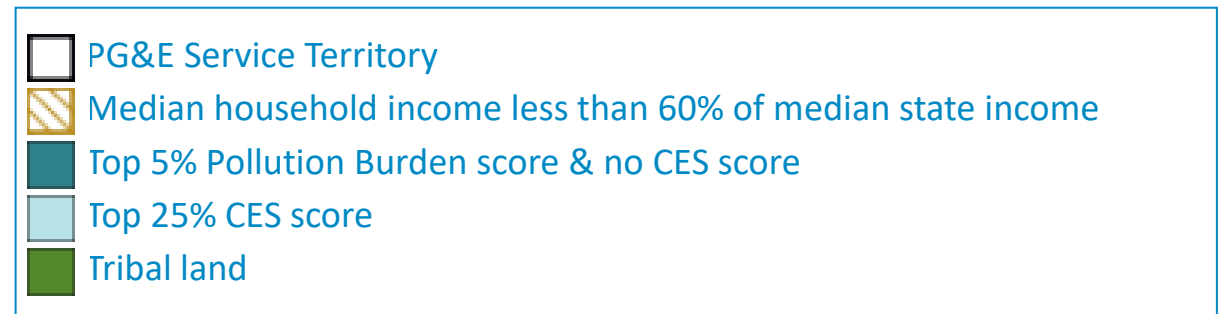 PG&E Service Territory
Median household income less than 60% of median state income
Top 5% Pollution Burden score & no CES score
Top 25% CES score
Tribal land